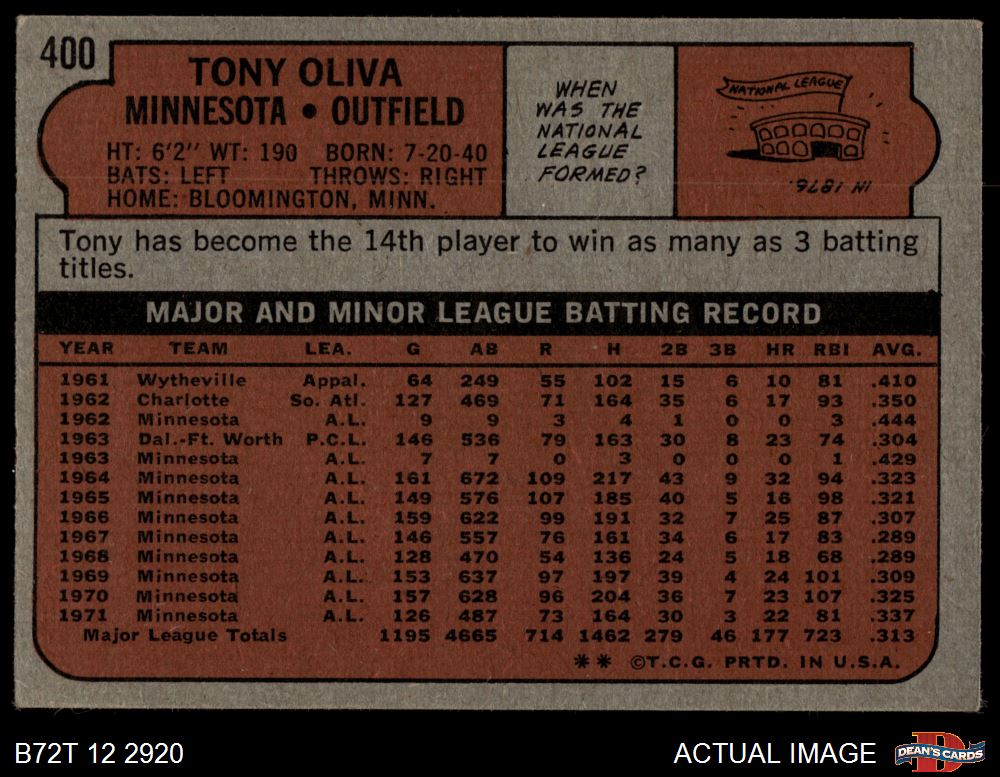 400
TONY OLIVA
MINNESOTA • OUTFIELD
HT: 6'2" WT: 190 BORN: 7-20-40
BATS: LEFT THROWS: RIGHT
HOME: BLOOMINGTON, MINN.
WHEN
WAS THE
NATIONAL
LEAGUE
FORMED?
NATIONAL LEAGUE
IN 1876.
Tony has become the 14th player to win as many as 3 batting
titles.
MAJOR AND MINOR LEAGUE BATTING RECORD
YEAR TEAM LEA. G AB R H 2B 3B HR RBI AVG.
1961 Wytheville Appal. 64 249 55 102 15 6 10 81 .410
1962 Charlotte So. Atl. 127 469 71 164 35 6 17 93 .350
1962 Minnesota A.L. 9 9 3 4 1 0 0 3 .444
1963 Dal.-Ft. Worth P.C.L. 146 536 79 163 30 8 23 74 .304
1963 Minnesota A.L. 7 7 0 3 0 0 0 1 .429
1964 Minnesota A.L. 161 672 109 217 43 9 32 94 .323
1965 Minnesota A.L. 149 576 107 185 40 5 16 98 .321
1966 Minnesota A.L. 159 622 99 191 32 7 25 87 .307
1967 Minnesota A.L. 146 557 76 161 34 6 17 83 .289
1968 Minnesota A.L. 128 470 54 136 24 5 18 68 .289
1969 Minnesota A.L. 153 637 97 197 39 4 24 101 .309
1970 Minnesota A.L. 157 628 96 204 36 7 23 107 .325
1971 Minnesota A.L. 126 487 73 164 30 3 22 81 .337
Major League Totals 1195 4665 714 1462 279 46 177 723 .313
** ©T.C.G. PRTD. IN U.S.A.
B72T 12 2920
ACTUAL IMAGE
D
DEAN'S CARDS